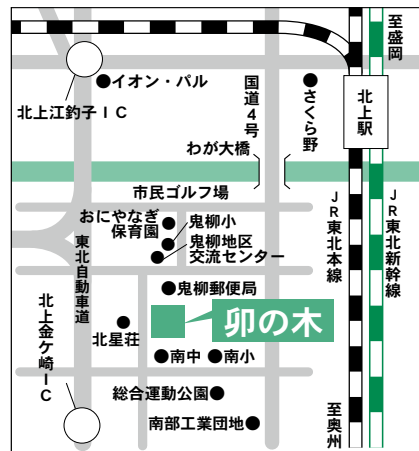 至盛岡
イオン・パル
北上江釣子IC
国道4号
さくら野
北上駅
わが大橋
市民ゴルフ場
おにやなぎ
保育園
鬼柳小
鬼柳地区
交流センター
東北自動車道
JR東北本線
JR東北新幹線
鬼柳郵便局
卯の木
北星荘
北上金ケ崎IC
南中
南小
総合運動公園
南部工業団地
至奥州